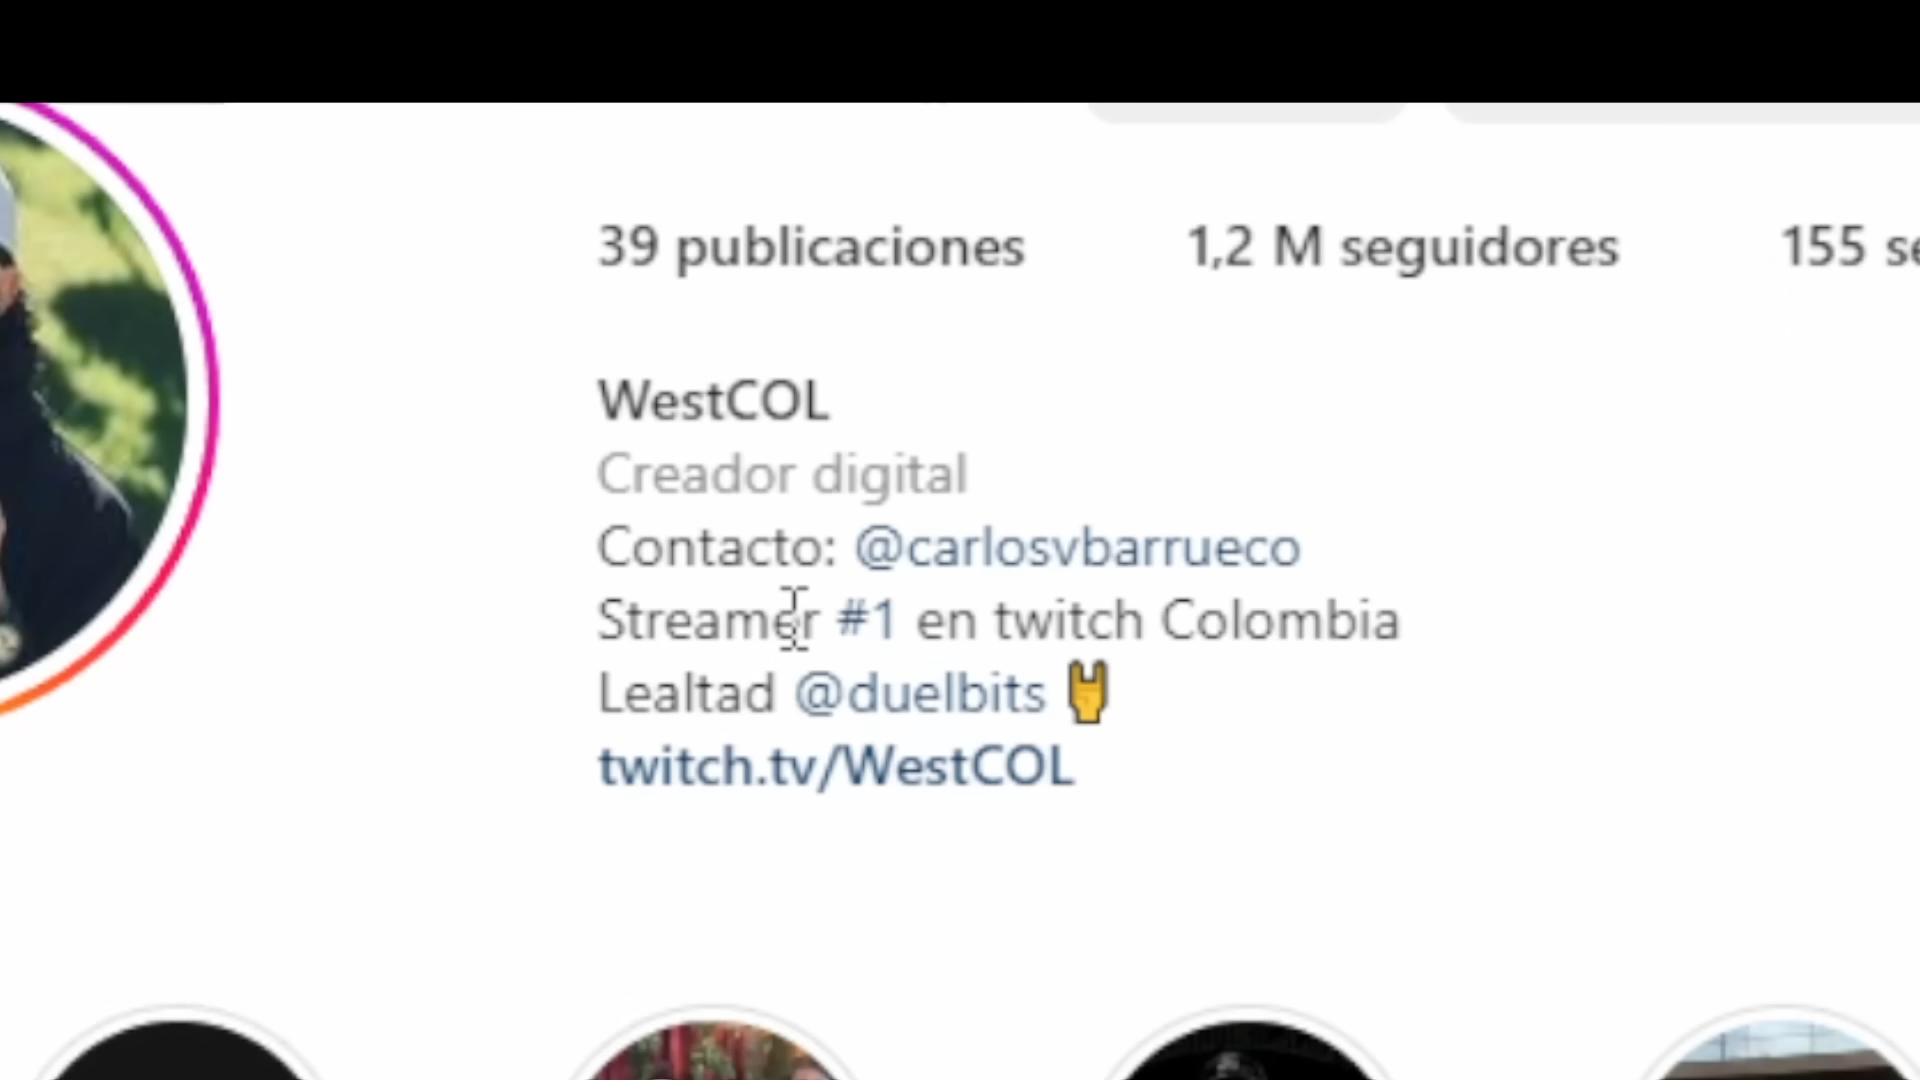 39 publicaciones 1,2 M seguidores 155
WestCOL
Creador digital
Contacto: @carlosvbarrueco
Streamer #1 en twitch Colombia
Lealtad @duelbits 🤘
twitch.tv/WestCOL